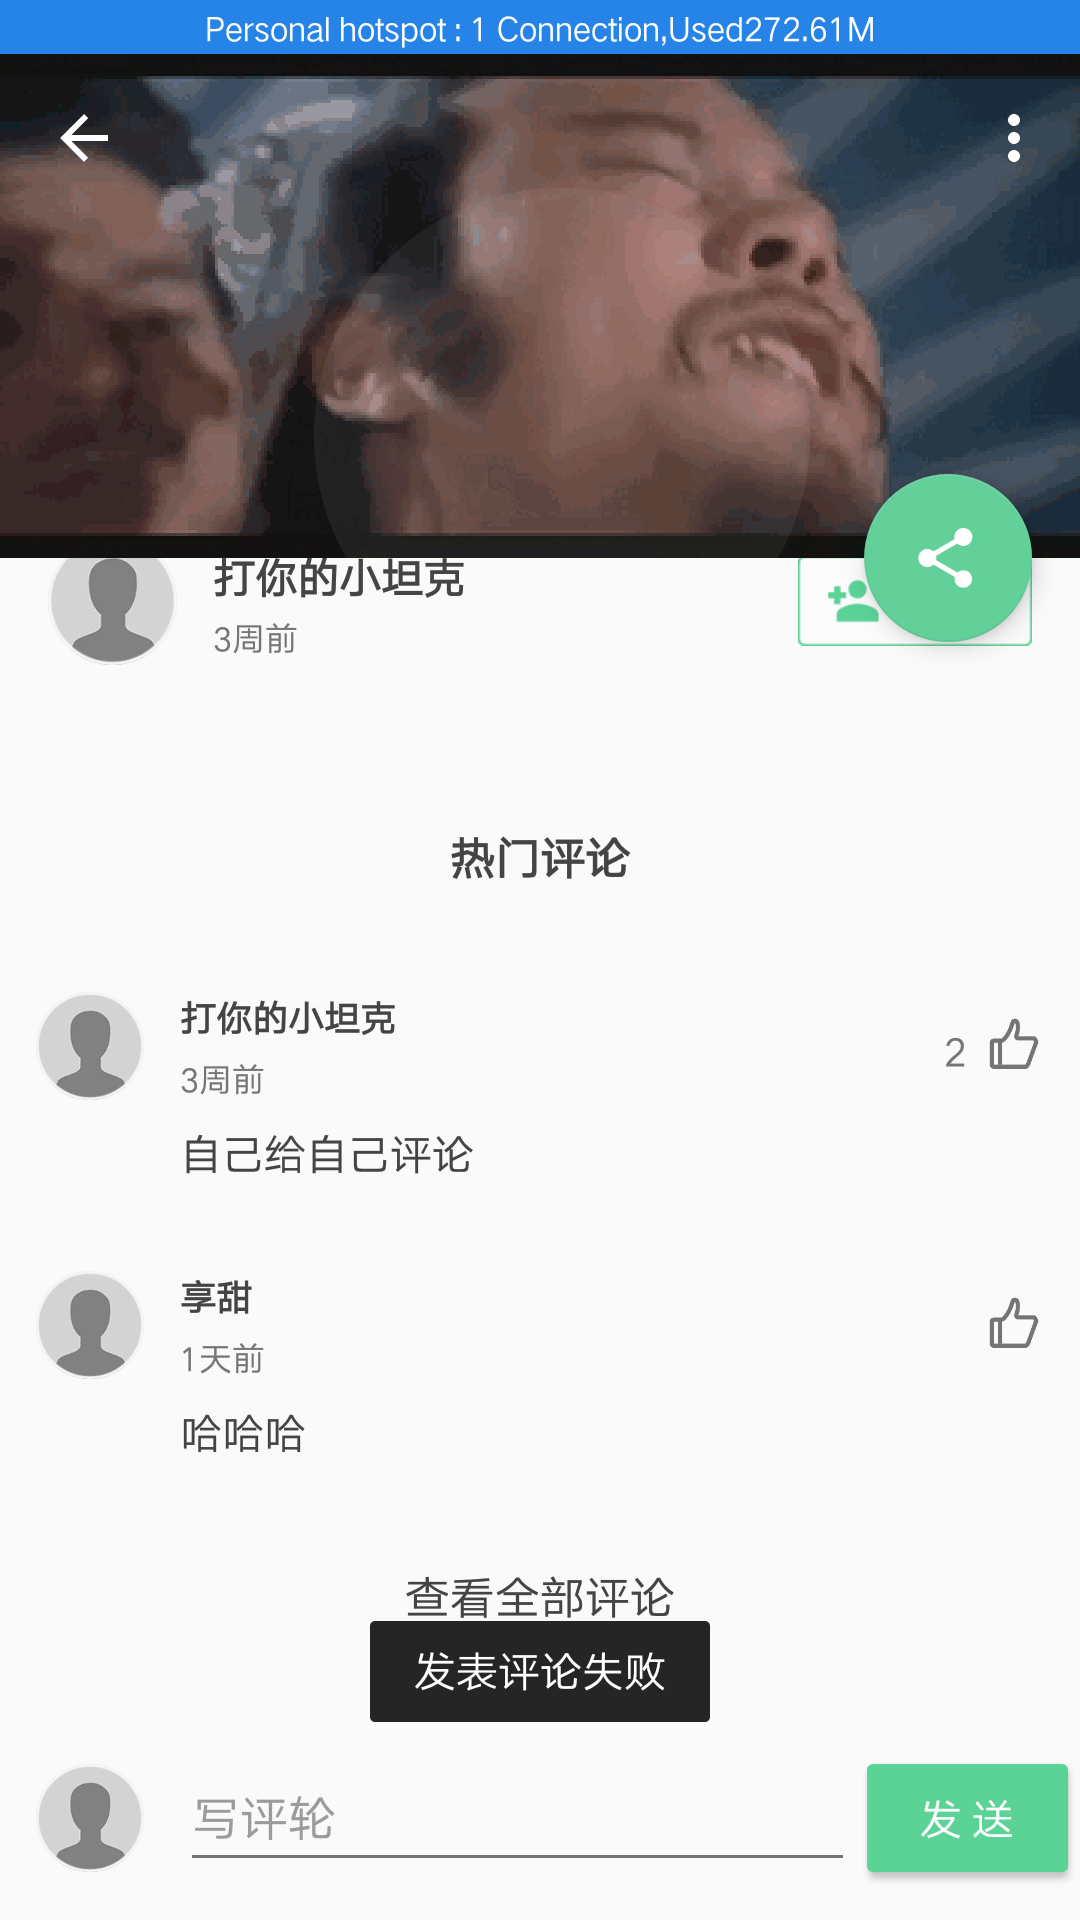 Personal hotspot : 1 Connection,Used272.61M
打你的小坦克
3周前
热门评论
打你的小坦克
3周前
2
自己给自己评论
享甜
1天前
哈哈哈
查看全部评论
发表评论失败
写评轮
发 送